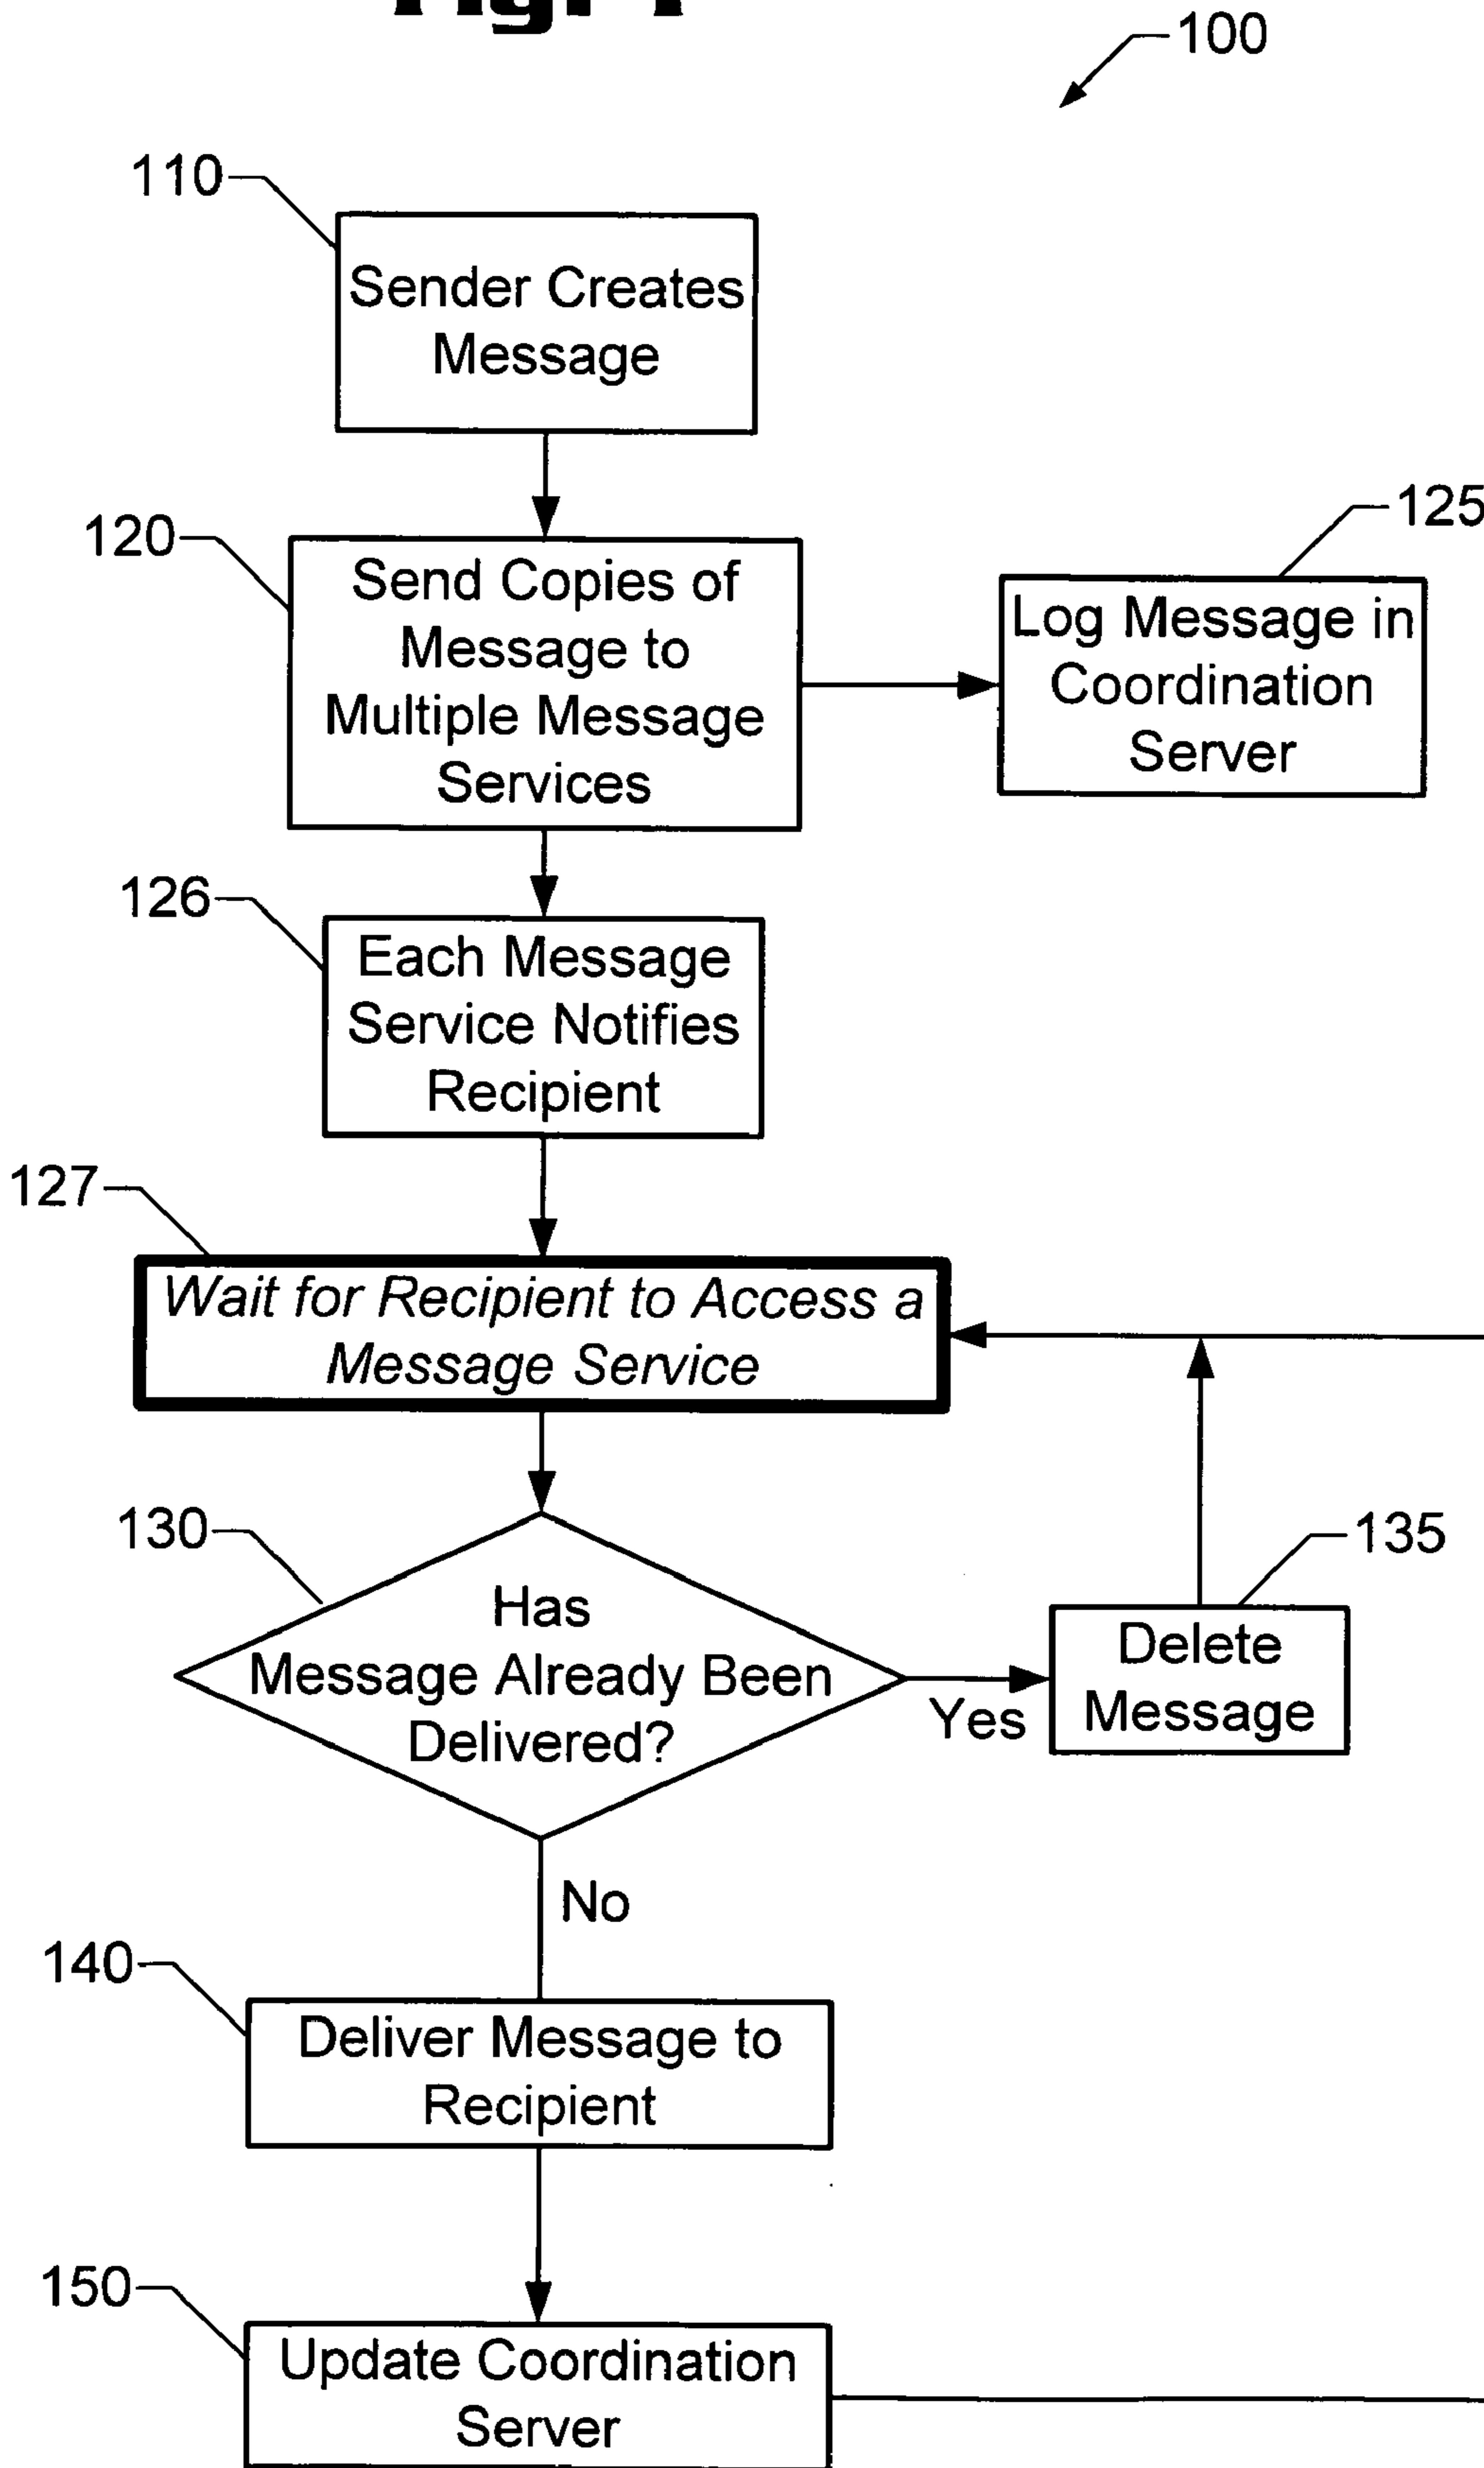 100
110
Sender Creates
Message
120
Send Copies of
Message to
Multiple Message
Services
125
Log Message in
Coordination
Server
126
Each Message
Service Notifies
Recipient
127
Wait for Recipient to Access a
Message Service
130
Has
Message Already Been
Delivered?
Yes
135
Delete
Message
No
140
Deliver Message to
Recipient
150
Update Coordination
Server